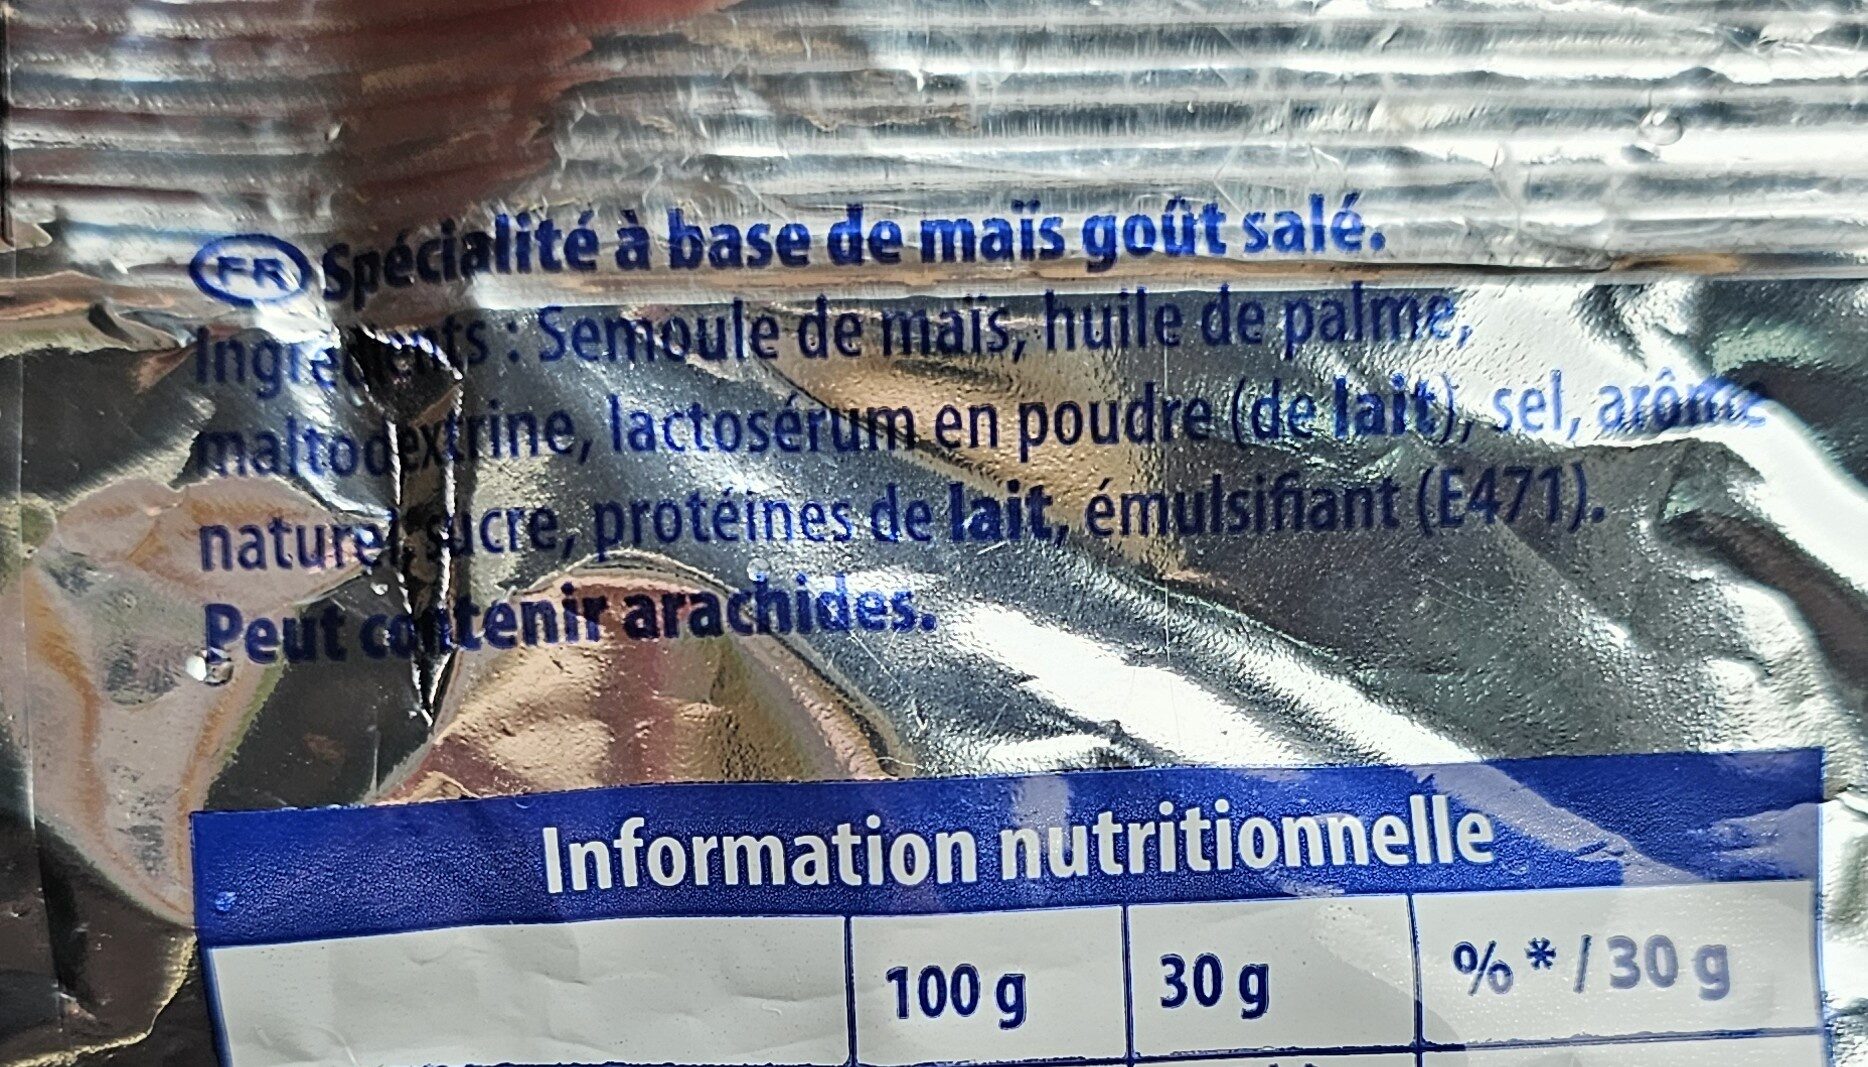 FR Spécialité à base de maïs goût salé.
Ingrédients : Semoule de maïs, huile de palme,
maltodextrine, lactosérum en poudre (de lait), sel, arôme
naturel, sucre, protéines de lait, émulsifiant (E471).
Peut contenir arachides.
Information nutritionnelle
100 g 30 g % * / 30 g